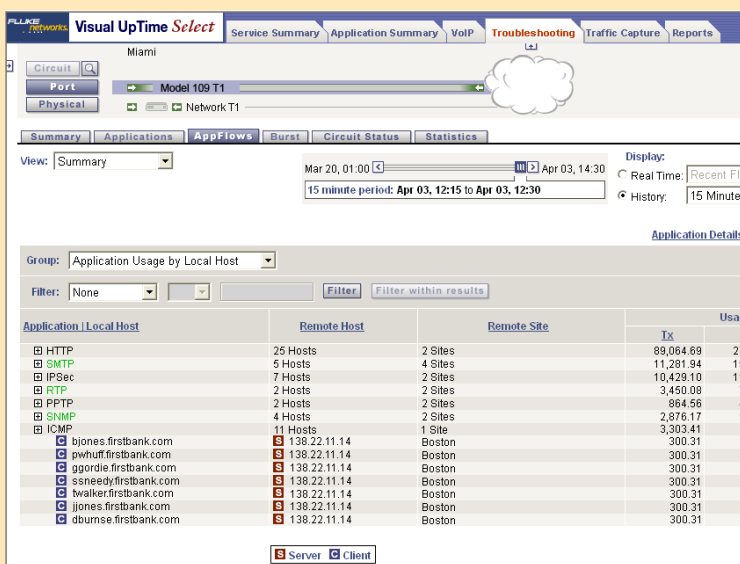 FLUKE networks. Visual UpTime Select
Service Summary Application Summary VoIP Troubleshooting Traffic Capture Reports
Miami
Circuit
Port Model 109 T1
Physical Network T1
Summary Applications AppFlows Burst Circuit Status Statistics
View: Summary
Mar 20, 01:00 Apr 03, 14:30
15 minute period: Apr 03, 12:15 to Apr 03, 12:30
Display:
Real Time: Recent Fl
History: 15 Minute
Application Details
Group: Application Usage by Local Host
Filter: None Filter Filter within results
Application | Local Host Remote Host Remote Site Usa
Tx
HTTP 25 Hosts 2 Sites 89,064.69 2
SMTP 5 Hosts 4 Sites 11,281.94
IPSec 7 Hosts 2 Sites 10,429.10 1
RTP 2 Hosts 2 Sites 3,450.08
PPTP 2 Hosts 2 Sites 864.56
SNMP 4 Hosts 2 Sites 2,876.17
ICMP 11 Hosts 1 Site 3,303.41
C bjones.firstbank.com S 138.22.11.14 Boston 300.31
C pwhuff.firstbank.com S 138.22.11.14 Boston 300.31
C ggordie.firstbank.com S 138.22.11.14 Boston 300.31
C ssneedy.firstbank.com S 138.22.11.14 Boston 300.31
C twalker.firstbank.com S 138.22.11.14 Boston 300.31
C jjones.firstbank.com S 138.22.11.14 Boston 300.31
C dburnse.firstbank.com S 138.22.11.14 Boston 300.31
S Server C Client